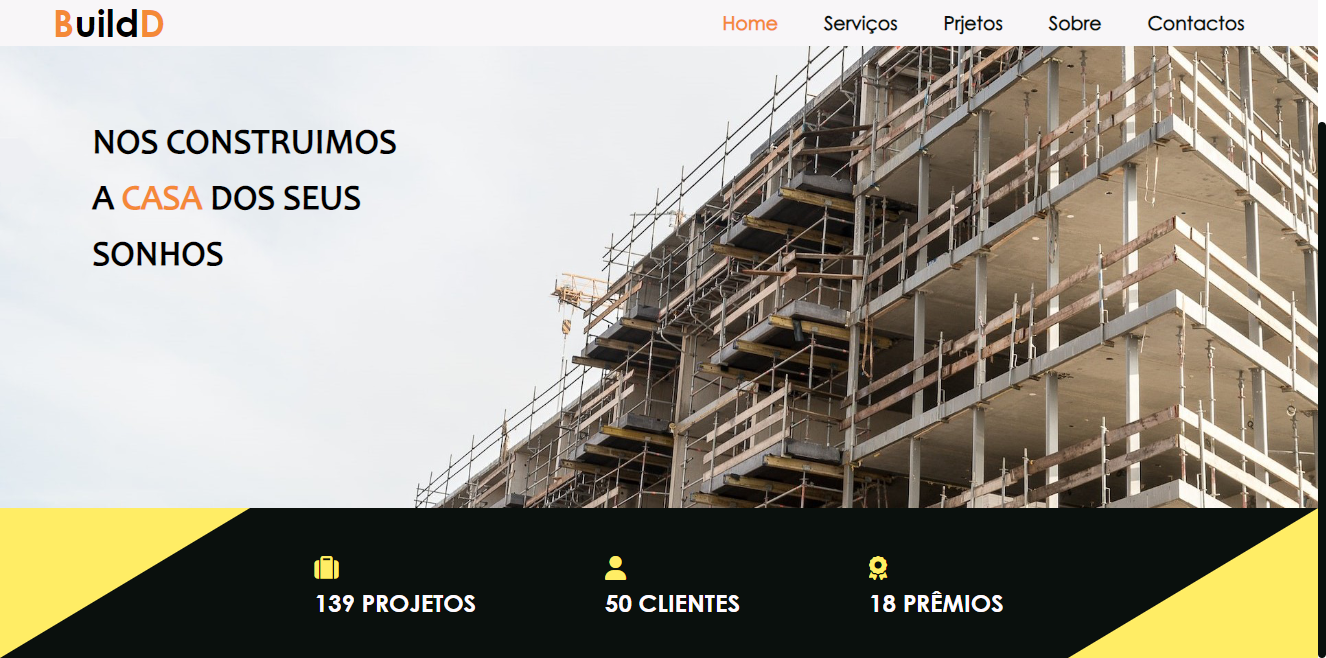 BuildD
Home Serviços Prjetos Sobre Contactos
NOS CONSTRUIMOS
A CASA DOS SEUS
SONHOS
139 PROJETOS 50 CLIENTES 18 PRÊMIOS